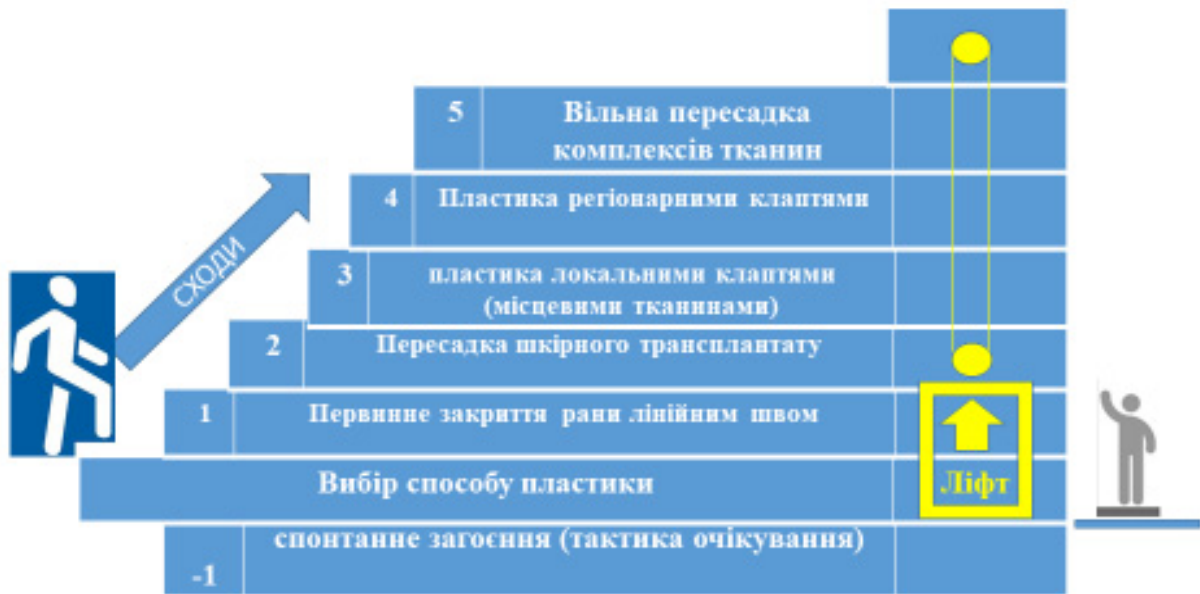 5 Вільна пересадка
комплексів тканин
4 Пластика регіонарними клаптями
СХОДИ
3 пластика локальними клаптями
(місцевими тканинами)
2 Пересадка шкірного трансплантату
1 Первинне закриття рани лінійним швом
Вибір способу пластики
Ліфт
спонтанне загоєння (тактика очікування)
-1